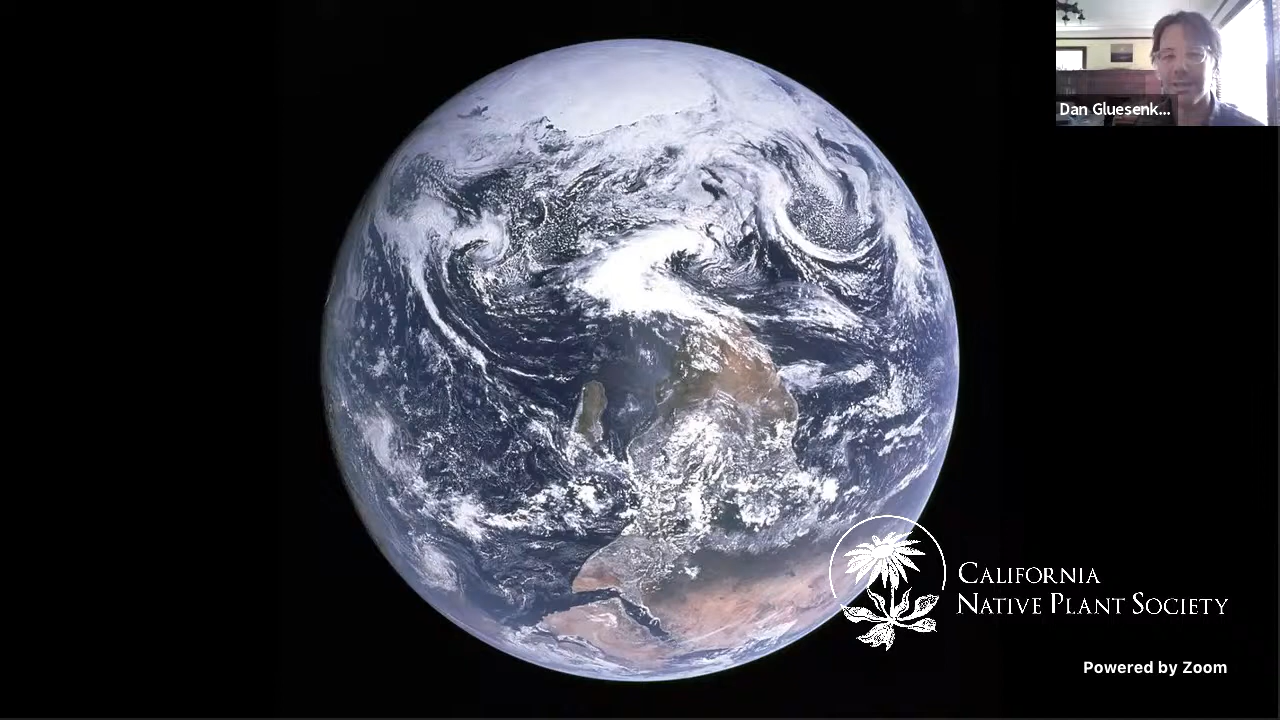 Dan Gluesenk...
CALIFORNIA
NATIVE PLANT SOCIETY
Powered by Zoom